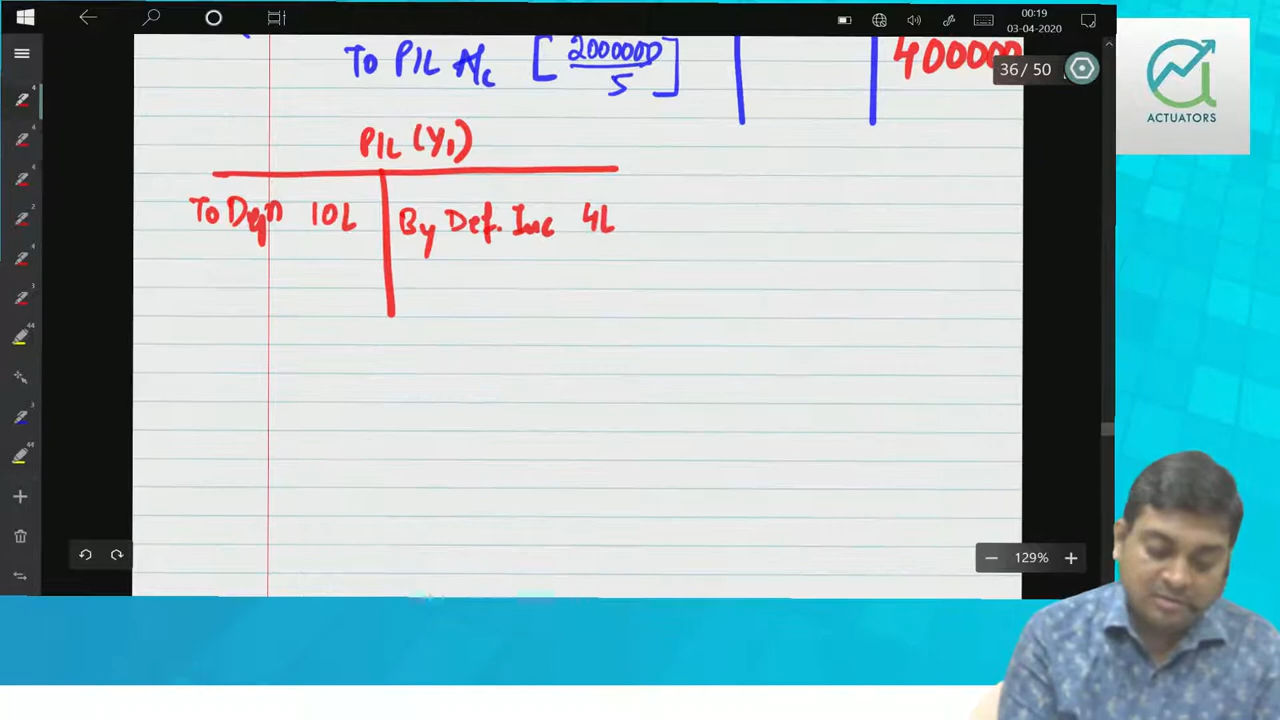 00:19
03-04-2020
To P/L A/c [2000000/5] 400000
36 / 50
ACTUATORS
P/L (Y1)
To Depn 10L By Def. Inc 4L
129%